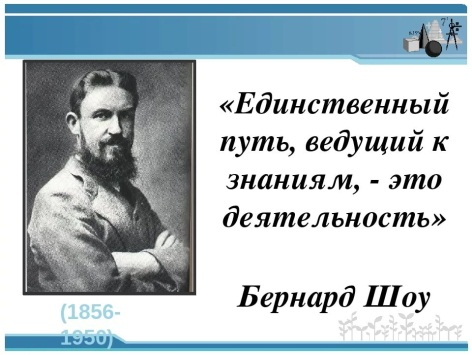 «Единственный
путь, ведущий к
знаниям, - это
деятельность»
Бернард Шоу
(1856-
1950)